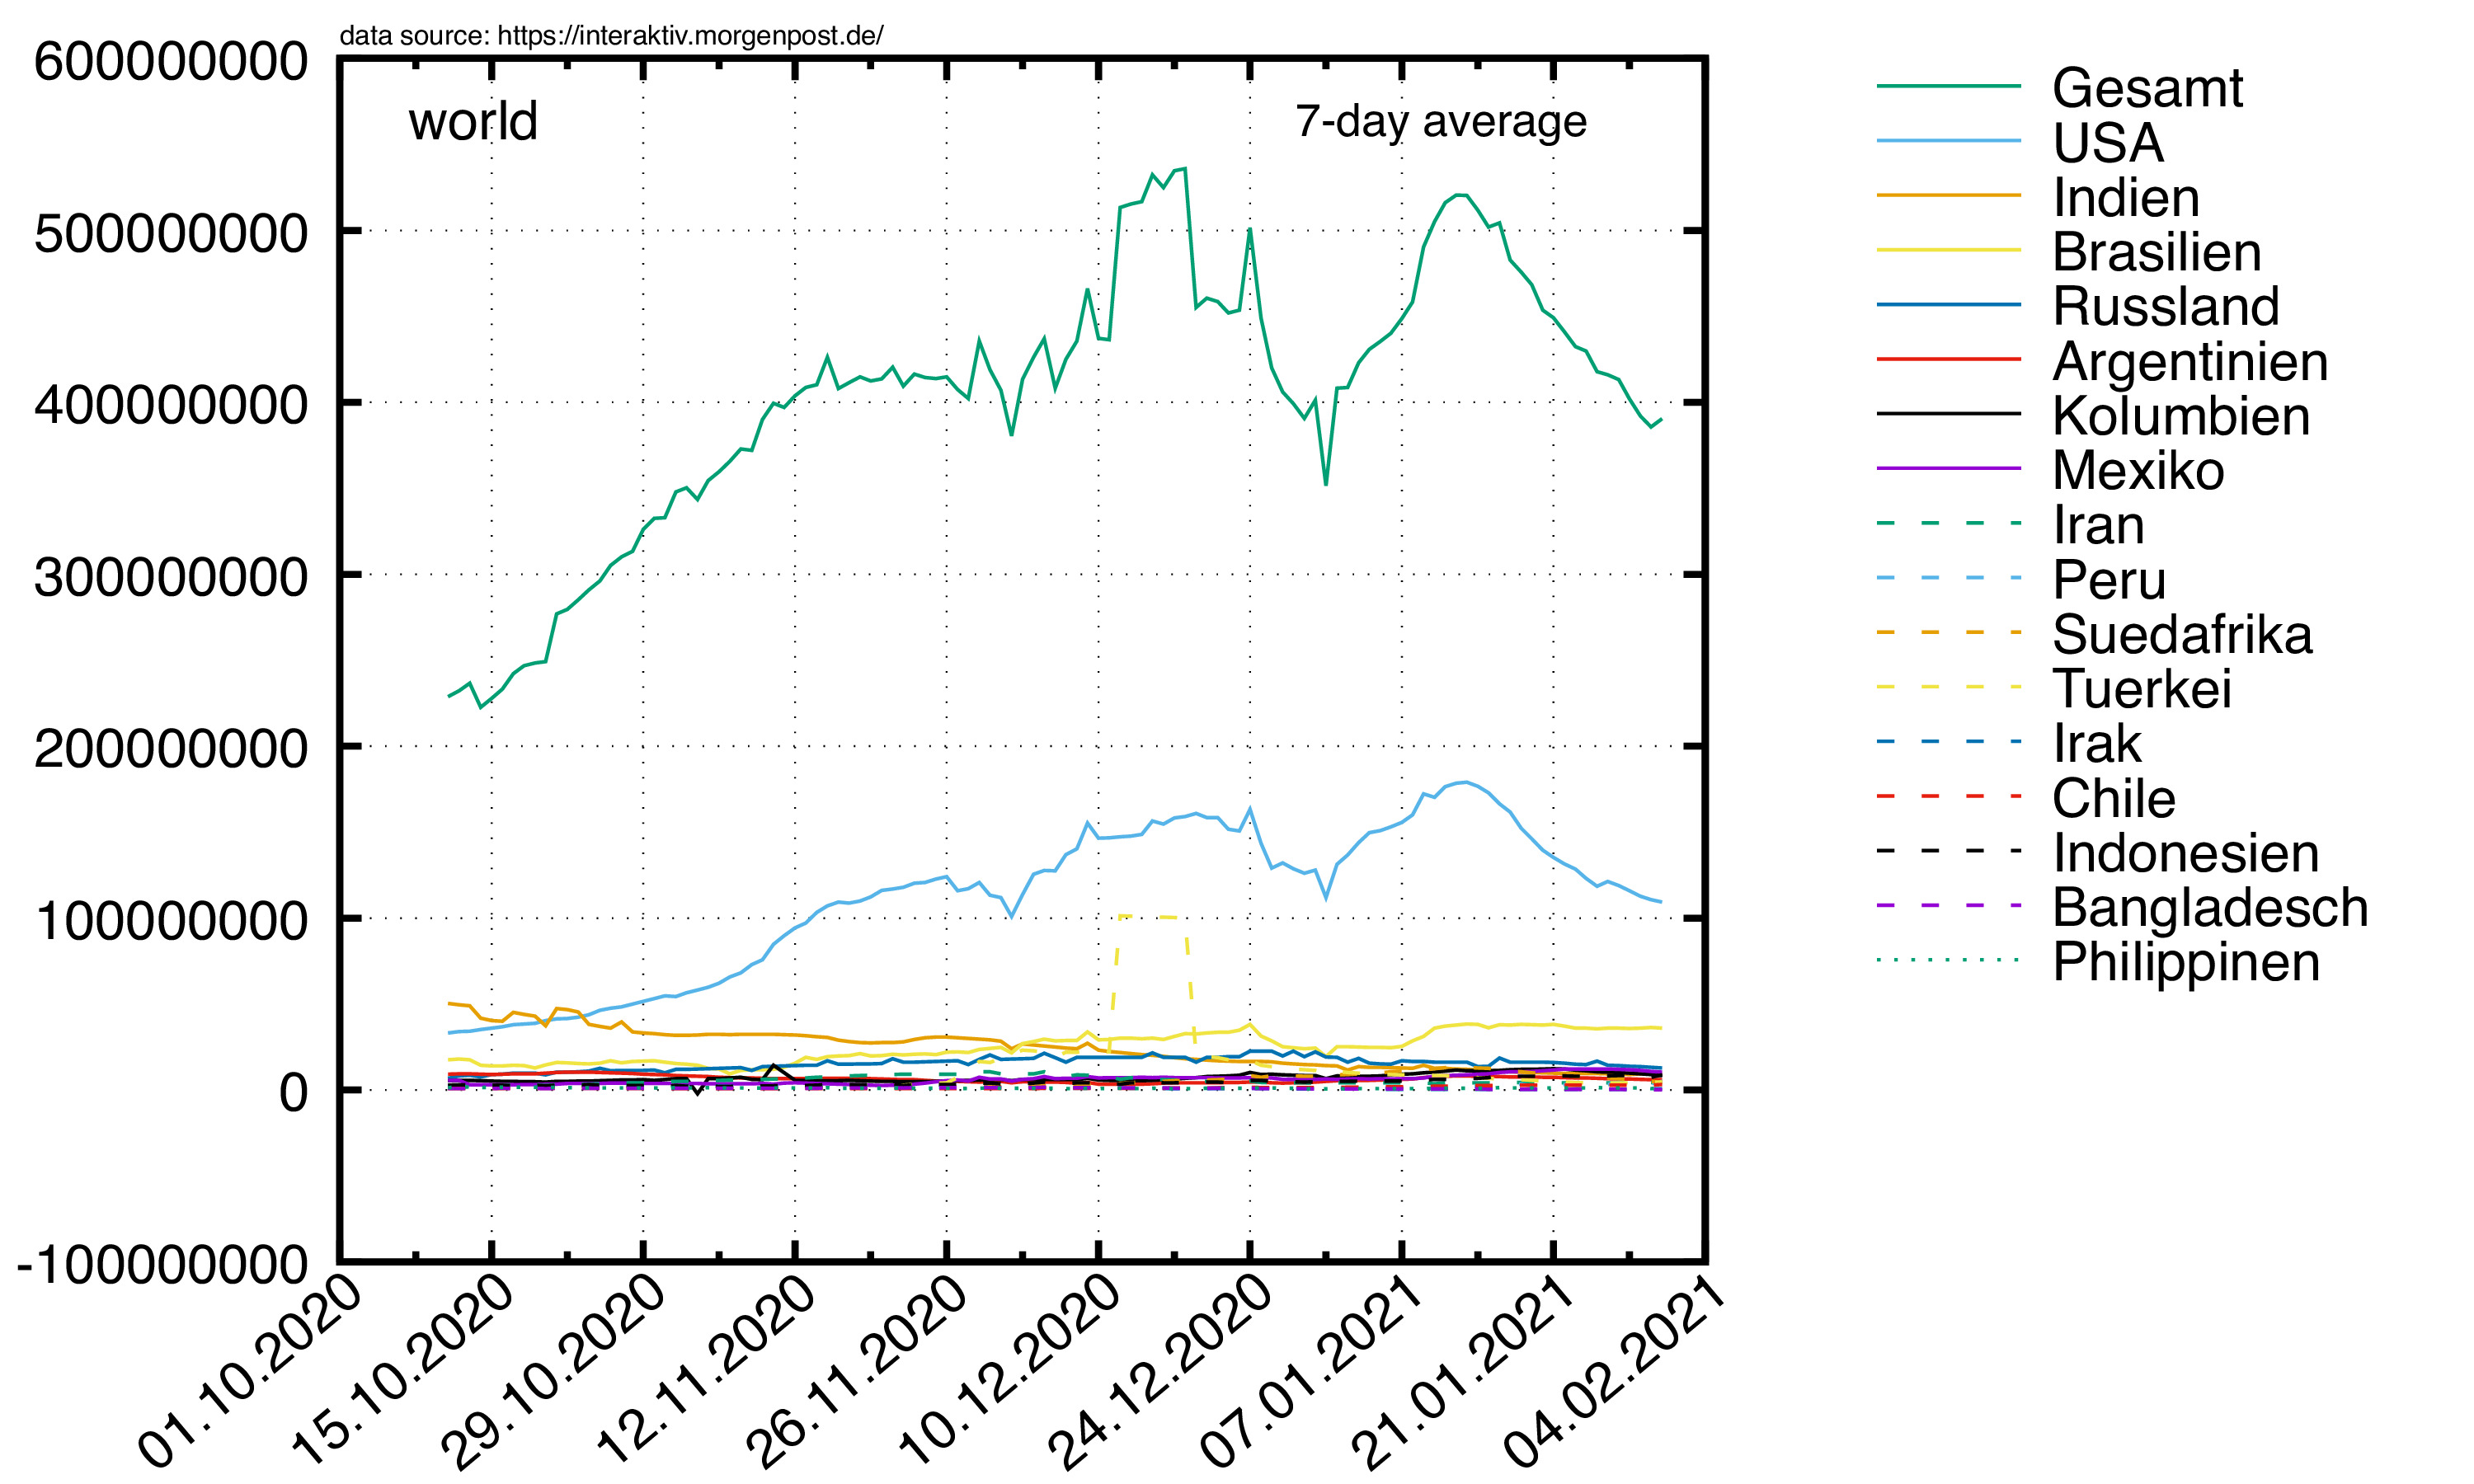 data source: https://interaktiv.morgenpost.de/
world
7-day average
600000000
500000000
400000000
300000000
200000000
100000000
0
-100000000
01.10.2020
15.10.2020
29.10.2020
12.11.2020
26.11.2020
10.12.2020
24.12.2020
07.01.2021
21.01.2021
04.02.2021
Gesamt
USA
Indien
Brasilien
Russland
Argentinien
Kolumbien
Mexiko
Iran
Peru
Suedafrika
Tuerkei
Irak
Chile
Indonesien
Bangladesch
Philippinen